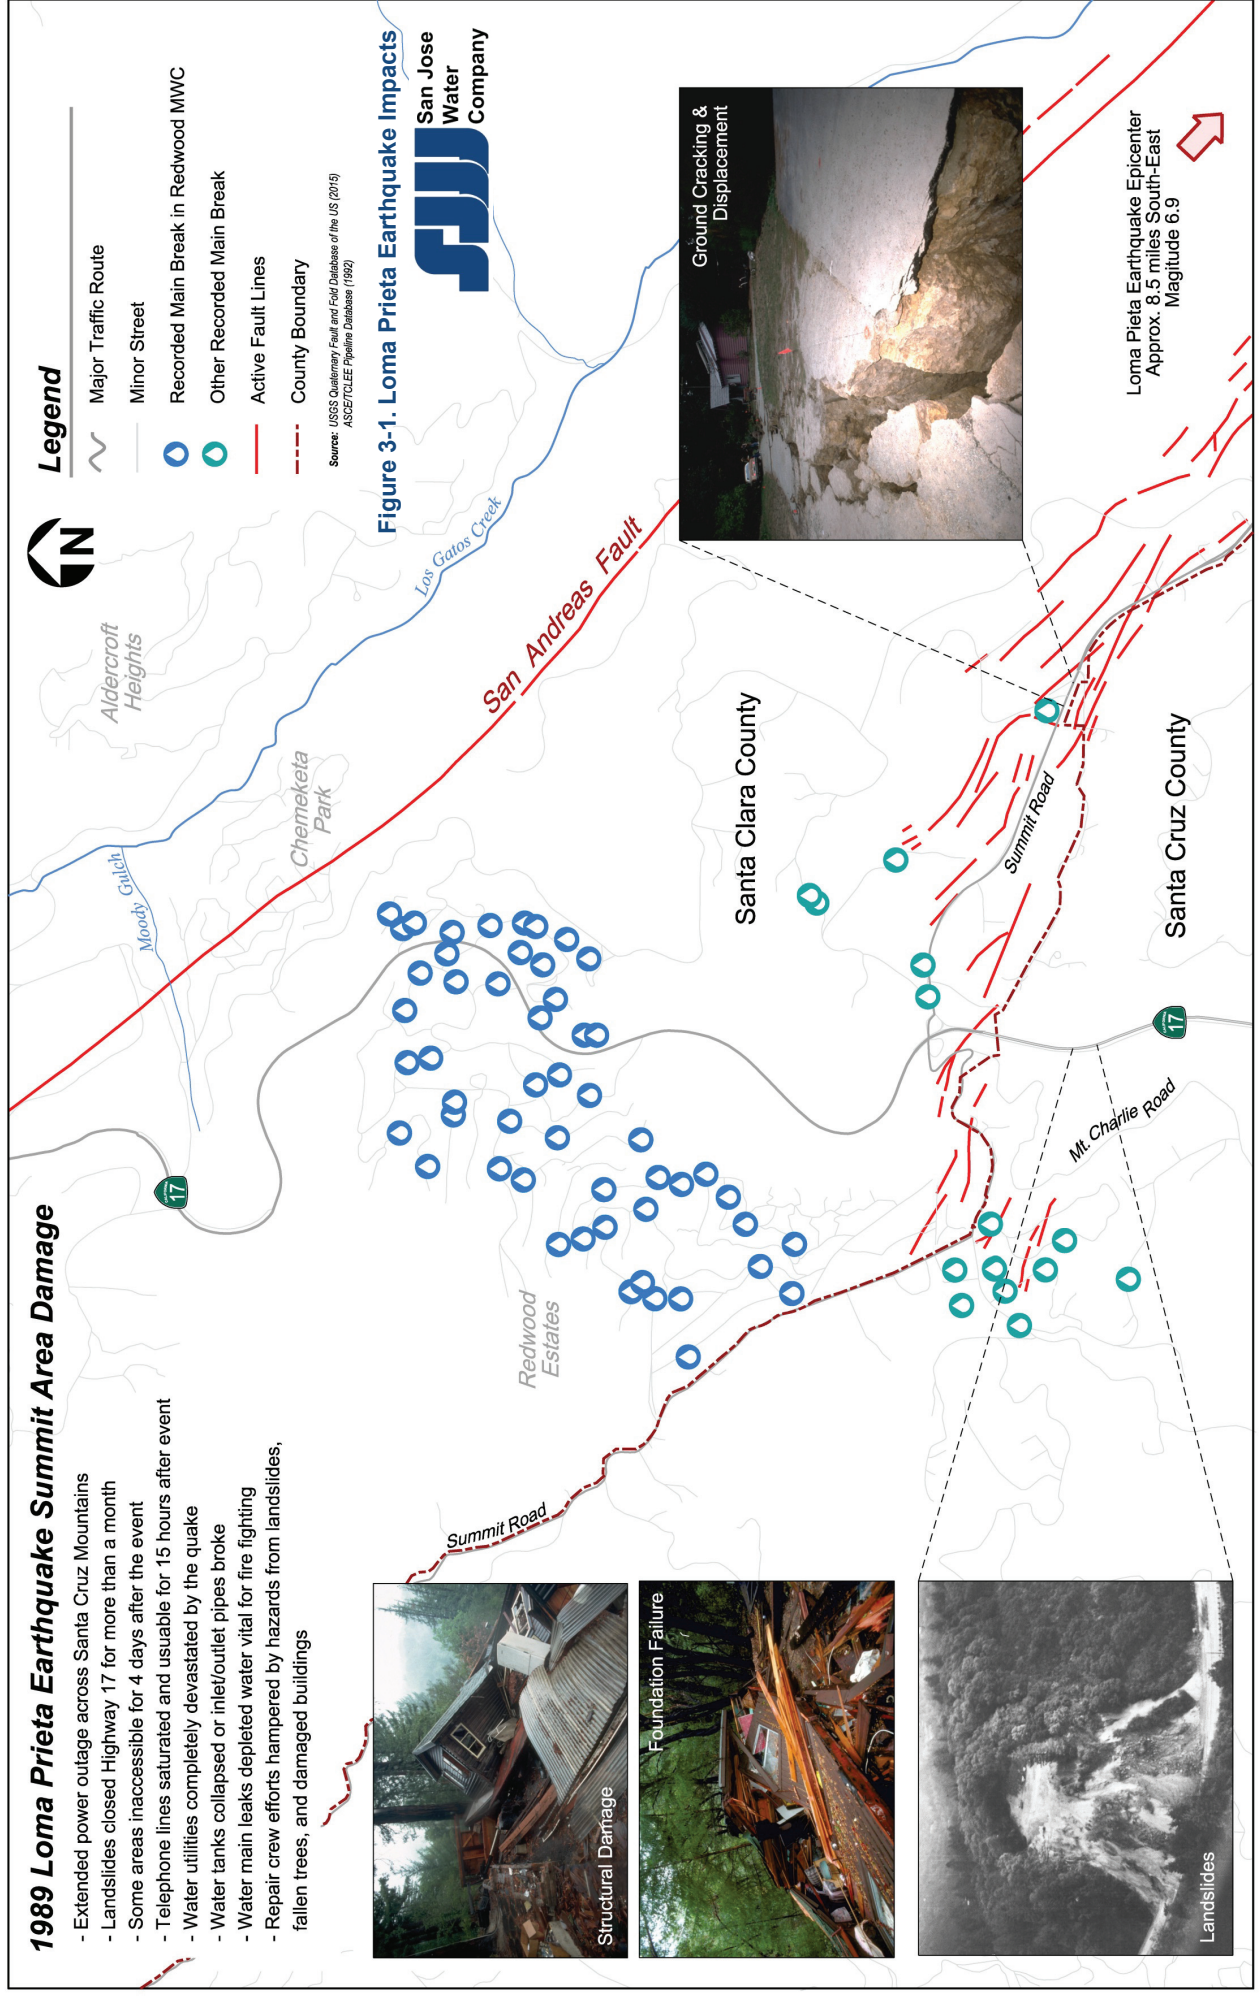 1989 Loma Prieta Earthquake Summit Area Damage
- Extended power outage across Santa Cruz Mountains
- Landslides closed Highway 17 for more than a month
- Some areas inaccessible for 4 days after the event
- Telephone lines saturated and usuable for 15 hours after event
- Water utilities completely devastated by the quake
- Water tanks collapsed or inlet/outlet pipes broke
- Water main leaks depleted water vital for fire fighting
- Repair crew efforts hampered by hazards from landslides,
fallen trees, and damaged buildings
N
Legend
Major Traffic Route
Minor Street
Recorded Main Break in Redwood MWC
Other Recorded Main Break
Active Fault Lines
County Boundary
Source: USGS Quaternary Fault and Fold Database of the US (2015)
ASCE/TCLEE Pipeline Database (1992)
Figure 3-1. Loma Prieta Earthquake Impacts
San Jose
Water
Company
17
Moody Gulch
Aldercroft
Heights
Chemeketa
Park
Los Gatos Creek
San Andreas Fault
Redwood
Estates
Summit Road
Santa Clara County
Summit Road
Santa Cruz County
17
Mt. Charlie Road
Structural Damage
Foundation Failure
Landslides
Ground Cracking &
Displacement
Loma Pieta Earthquake Epicenter
Approx. 8.5 miles South-East
Magitude 6.9